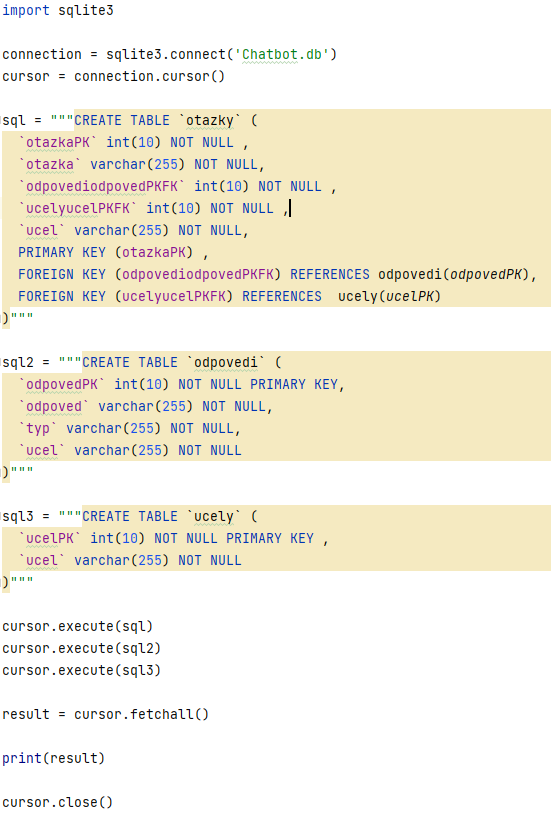 import sqlite3
connection = sqlite3.connect('Chatbot.db')
cursor = connection.cursor()
sql = """CREATE TABLE `otazky` (
`otazkaPK` int(10) NOT NULL ,
`otazka` varchar(255) NOT NULL,
`odpovediodpovedPKFK` int(10) NOT NULL ,
`ucelyucelPKFK` int(10) NOT NULL ,
`ucel` varchar(255) NOT NULL,
PRIMARY KEY (otazkaPK) ,
FOREIGN KEY (odpovediodpovedPKFK) REFERENCES odpovedi(odpovedPK),
FOREIGN KEY (ucelyucelPKFK) REFERENCES  ucely(ucelPK)
)"""
sql2 = """CREATE TABLE `odpovedi` (
`odpovedPK` int(10) NOT NULL PRIMARY KEY,
`odpoved` varchar(255) NOT NULL,
`typ` varchar(255) NOT NULL,
`ucel` varchar(255) NOT NULL
)"""
sql3 = """CREATE TABLE `ucely` (
`ucelPK` int(10) NOT NULL PRIMARY KEY ,
`ucel` varchar(255) NOT NULL
)"""
cursor.execute(sql)
cursor.execute(sql2)
cursor.execute(sql3)
result = cursor.fetchall()
print(result)
cursor.close()